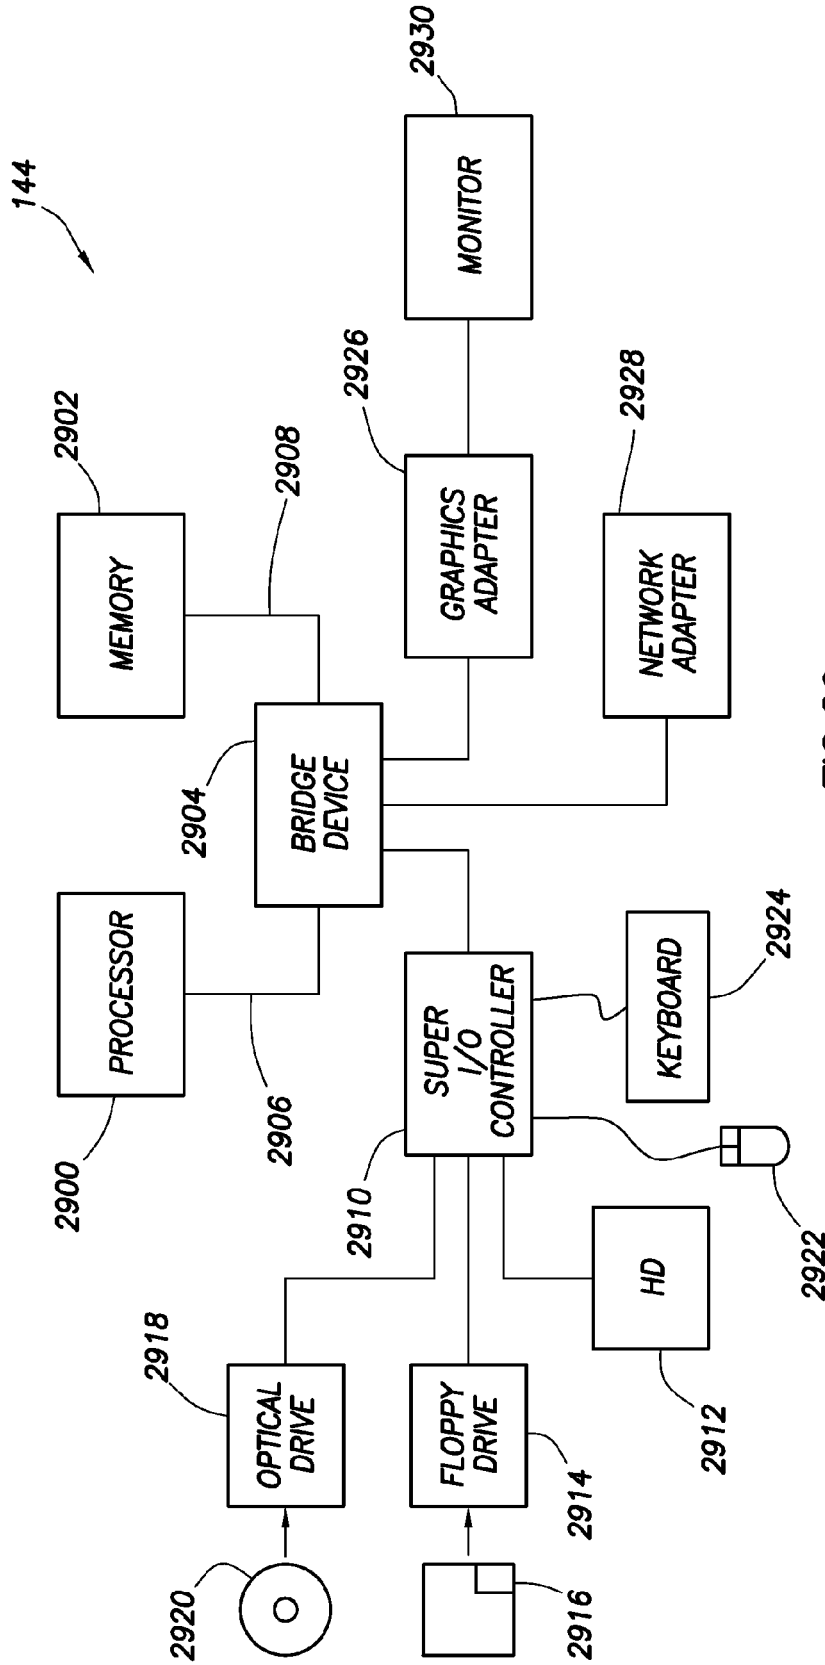 144
2900
PROCESSOR
2906
2902
MEMORY
2908
2904
BRIDGE
DEVICE
2918
OPTICAL
DRIVE
2920
2910
SUPER
I/O
CONTROLLER
2926
GRAPHICS
ADAPTER
2930
MONITOR
FLOPPY
DRIVE
2914
2916
HD
2912
2922
KEYBOARD
2924
2928
NETWORK
ADAPTER